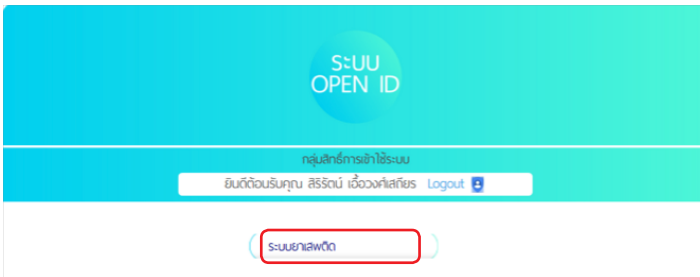 ระบบ
OPEN ID
กลุ่มสิทธิ์การเข้าใช้ระบบ
ยินดีต้อนรับคุณ สิริรัตน์ เอื้อวงศ์เสถียร Logout
ระบบยาเสพติด